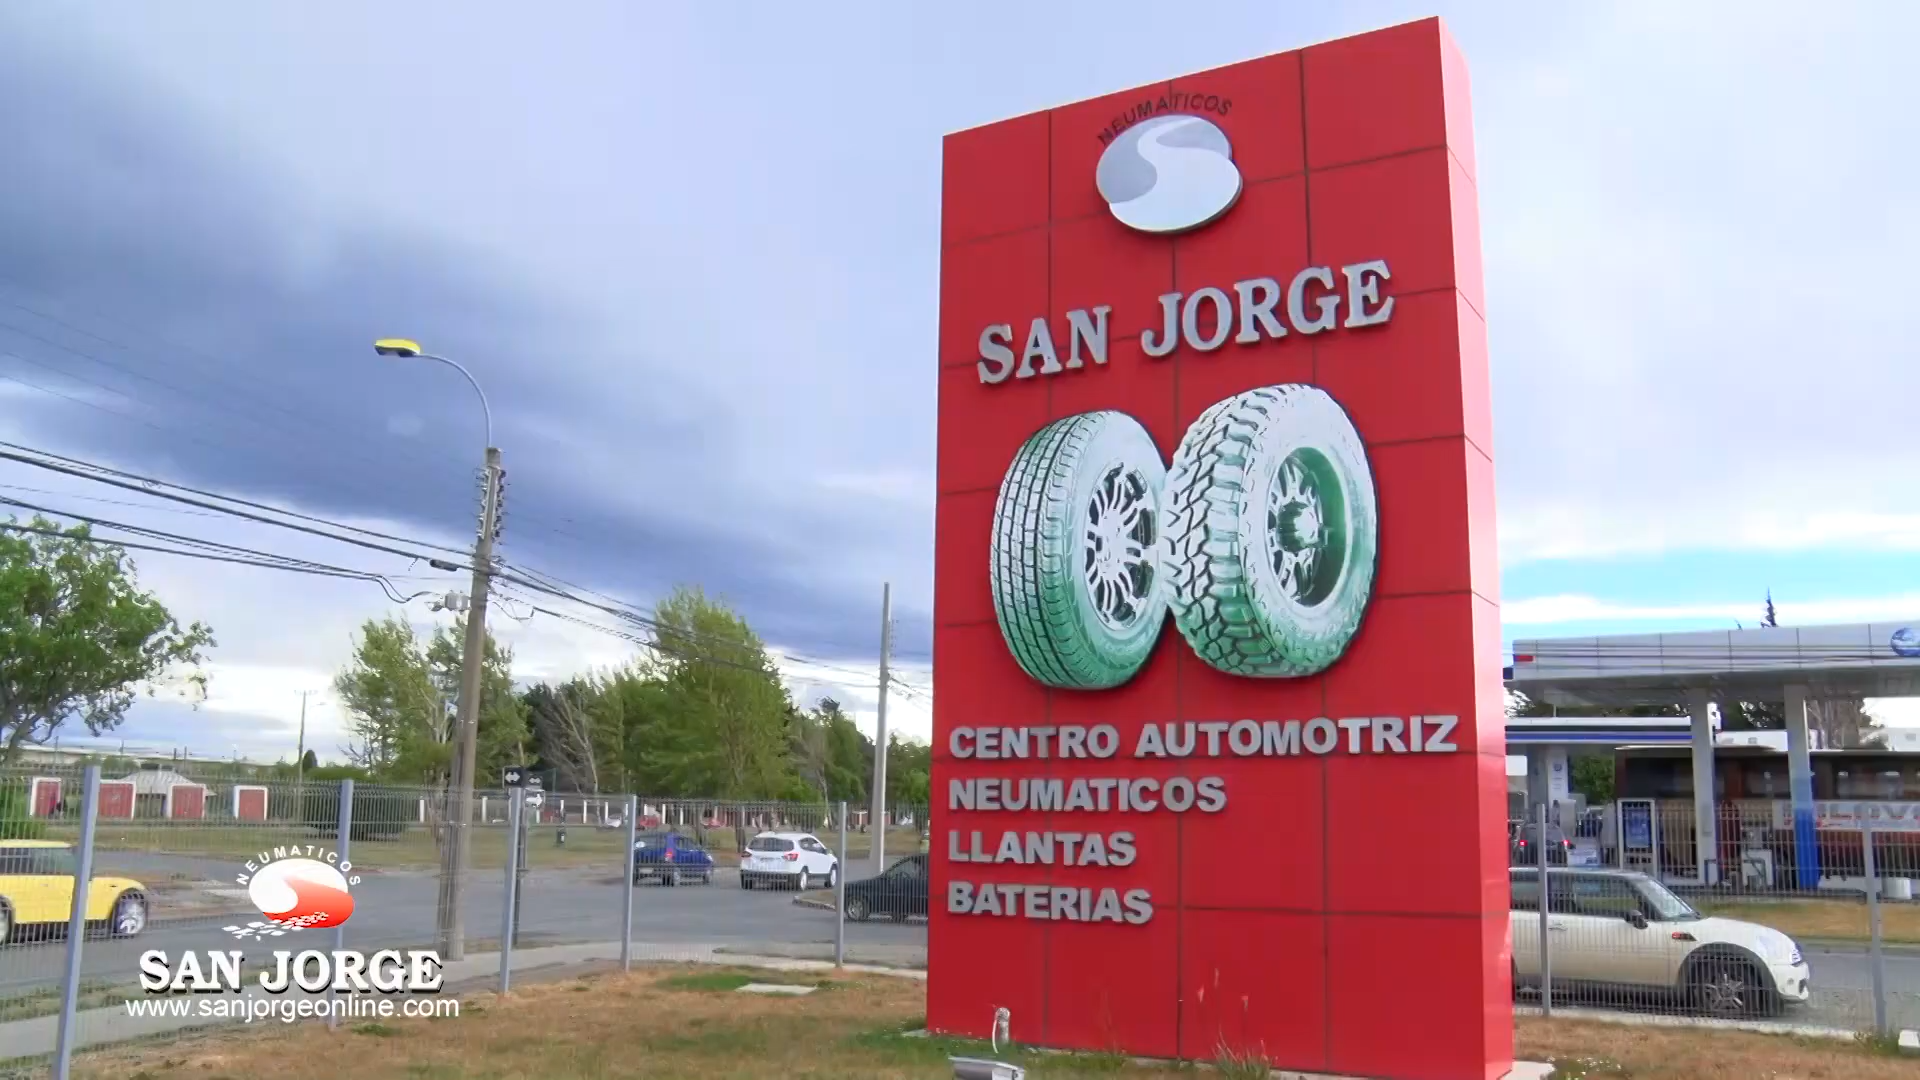 NEUMATICOS
SAN JORGE
CENTRO AUTOMOTRIZ
NEUMATICOS
LLANTAS
BATERIAS
NEUMATICOS
SAN JORGE
www.sanjorgeonline.com